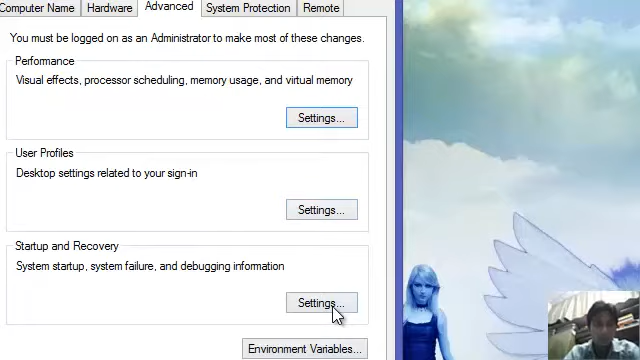 Computer Name Hardware Advanced System Protection Remote
You must be logged on as an Administrator to make most of these changes.
Performance
Visual effects, processor scheduling, memory usage, and virtual memory
Settings...
User Profiles
Desktop settings related to your sign-in
Settings...
Startup and Recovery
System startup, system failure, and debugging information
Settings...
Environment Variables...